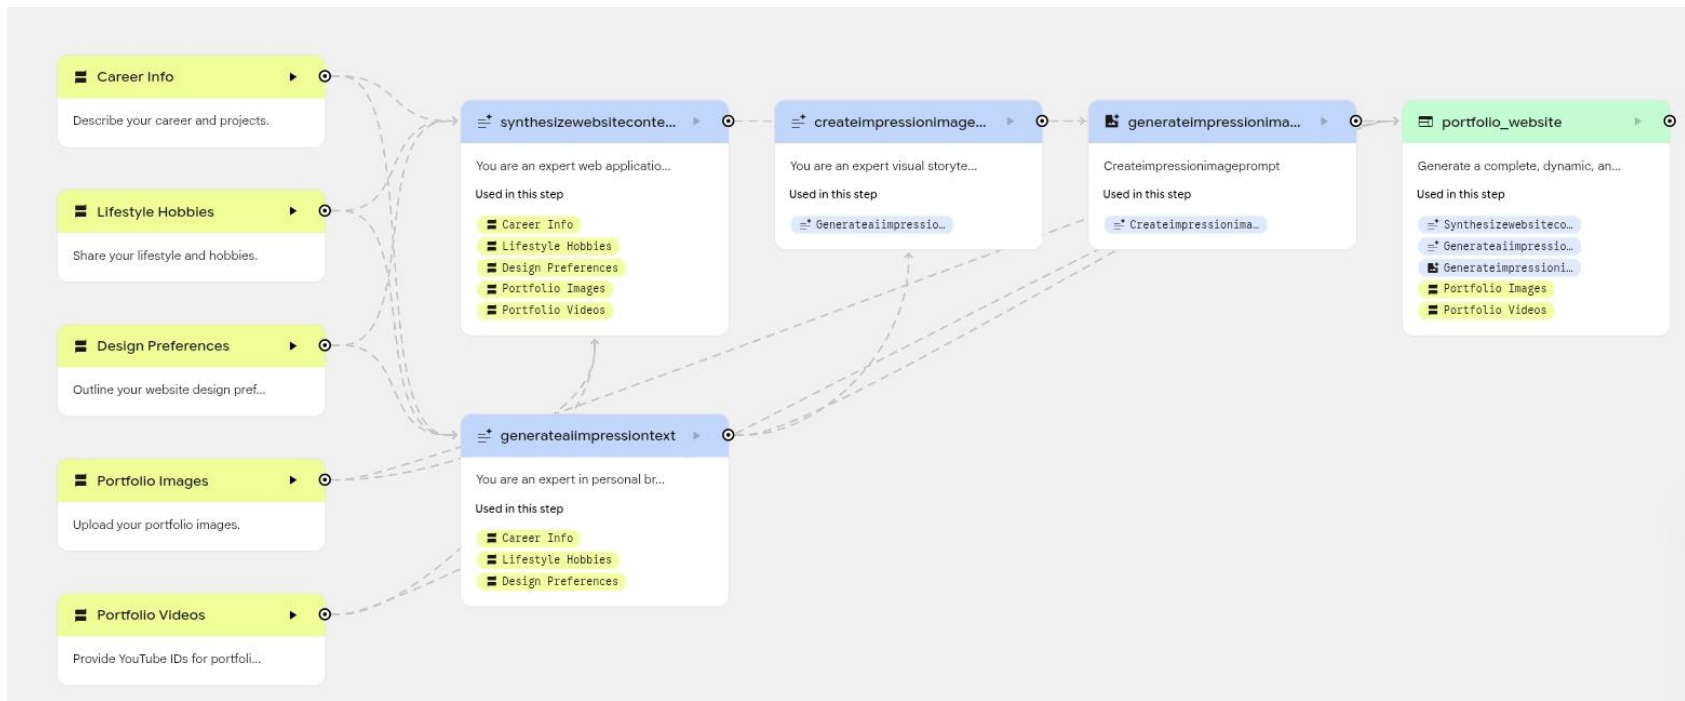 Career Info
Describe your career and projects.
Lifestyle Hobbies
Share your lifestyle and hobbies.
Design Preferences
Outline your website design pref...
Portfolio Images
Upload your portfolio images.
Portfolio Videos
Provide YouTube IDs for portfoli...
synthesizewebsiteconte...
You are an expert web applicatio...
Used in this step
Career Info
Lifestyle Hobbies
Design Preferences
Portfolio Images
Portfolio Videos
generateaiimpressiontext
You are an expert in personal br...
Used in this step
Career Info
Lifestyle Hobbies
Design Preferences
createimpressionimage...
You are an expert visual storyte...
Used in this step
Generateaiimpressio...
generateimpressionima...
Createimpressionimageprompt
Used in this step
Createimpressionima...
portfolio_website
Generate a complete, dynamic, an...
Used in this step
Synthesizewebsiteco...
Generateaiimpressio...
Generateimpressioni...
Portfolio Images
Portfolio Videos